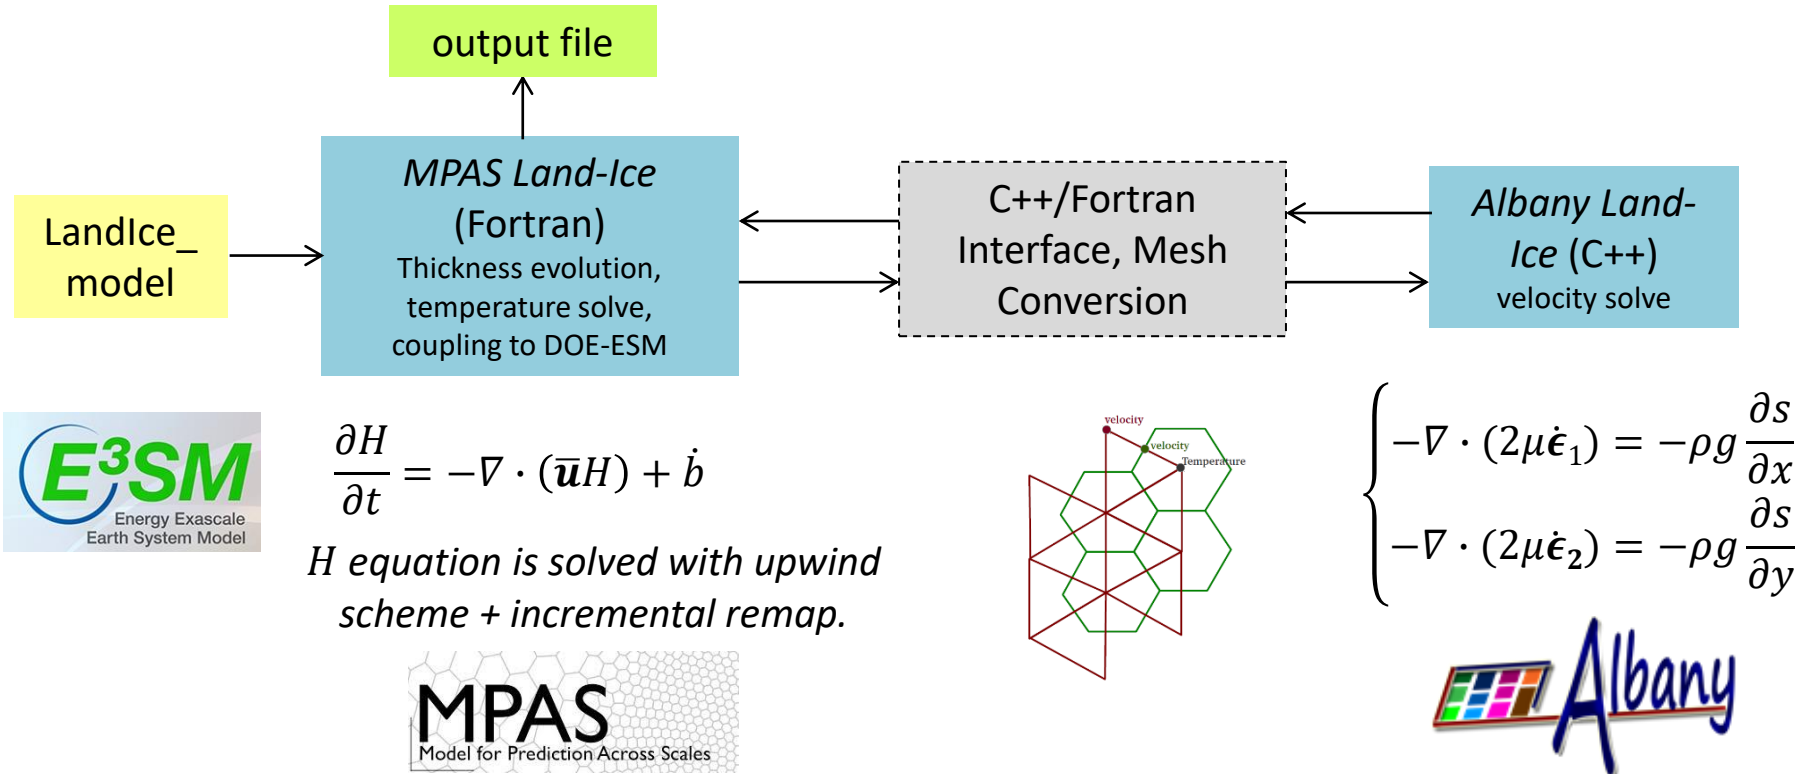 output file
MPAS Land-Ice
(Fortran)
Thickness evolution,
temperature solve,
coupling to DOE-ESM
LandIce_
model
C++/Fortran
Interface, Mesh
Conversion
Albany Land-
Ice (C++)
velocity solve
E³SM
Energy Exascale
Earth System Model
∂H/∂t = −∇ · (ūH) + ḃ
H equation is solved with upwind
scheme + incremental remap.
MPAS
Model for Prediction Across Scales
velocity
velocity
Temperature
−∇ · (2μϵ̇₁) = −ρg ∂s/∂x
−∇ · (2μϵ̇₂) = −ρg ∂s/∂y
Albany